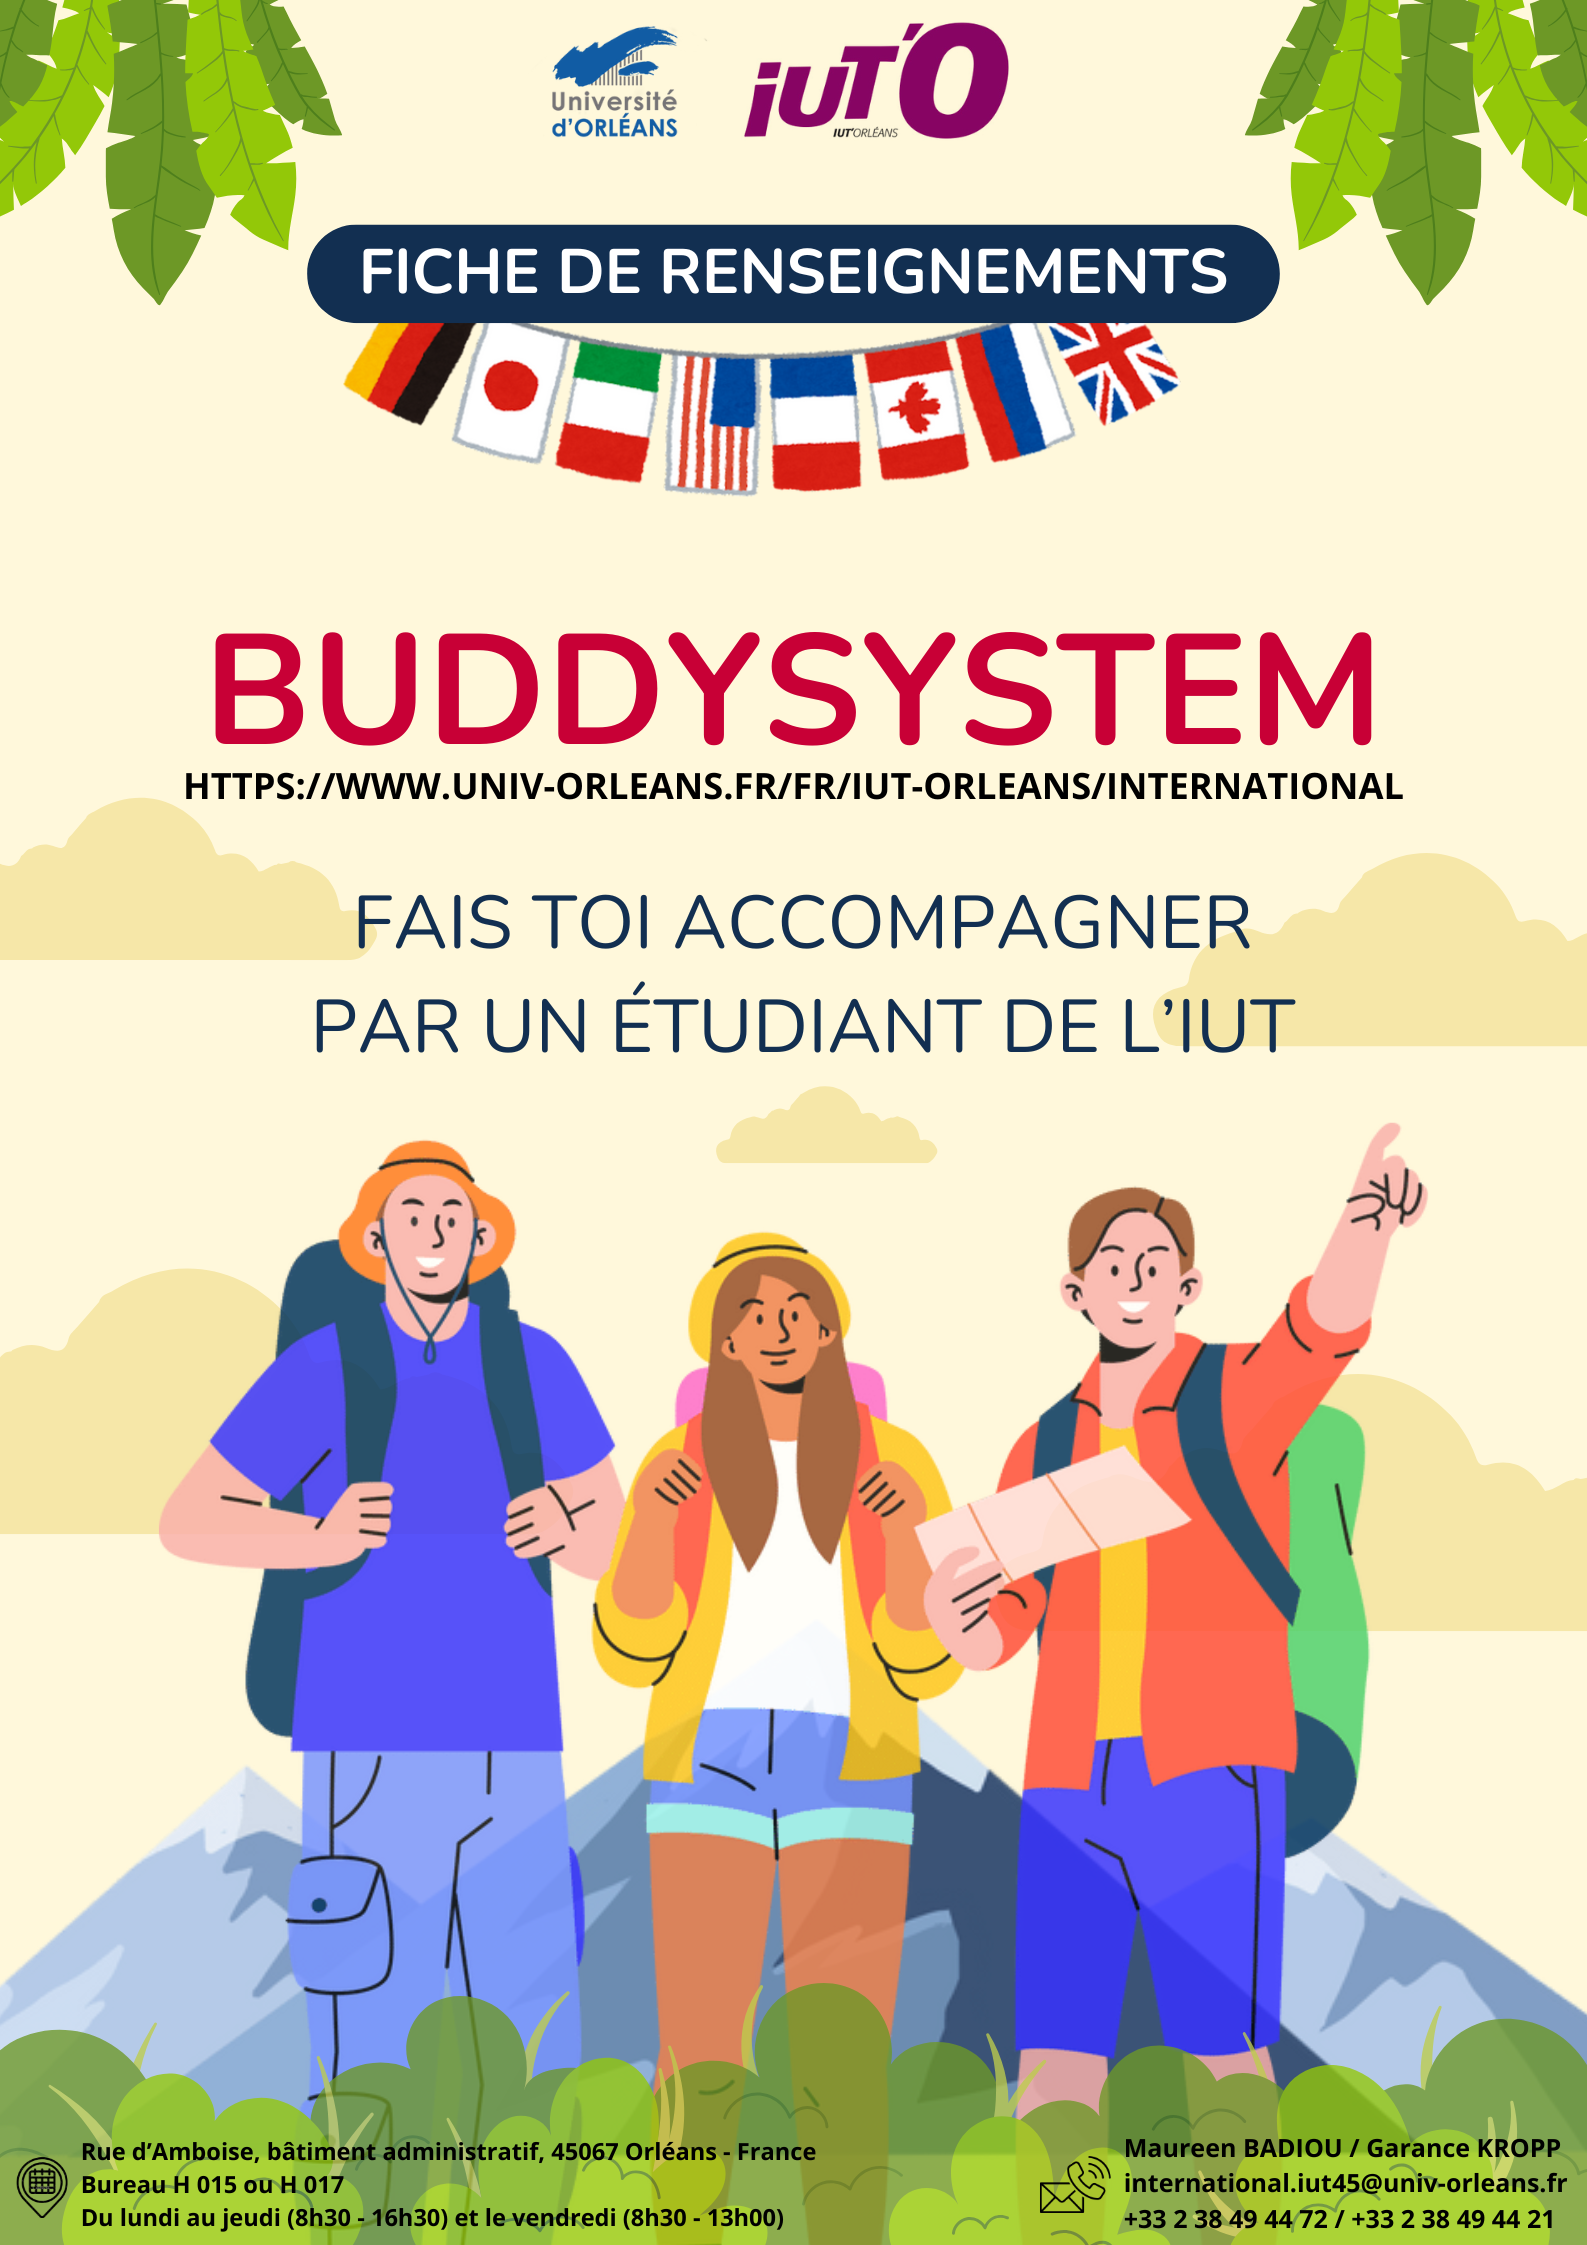 Université
d'ORLÉANS
iUT'O
IUT'ORLÉANS
FICHE DE RENSEIGNEMENTS
BUDDYSYSTEM
HTTPS://WWW.UNIV-ORLEANS.FR/FR/IUT-ORLEANS/INTERNATIONAL
FAIS TOI ACCOMPAGNER
PAR UN ÉTUDIANT DE L'IUT
Rue d'Amboise, bâtiment administratif, 45067 Orléans - France
Bureau H 015 ou H 017
Du lundi au jeudi (8h30 - 16h30) et le vendredi (8h30 - 13h00)
Maureen BADIOU / Garance KROPP
international.iut45@univ-orleans.fr
+33 2 38 49 44 72 / +33 2 38 49 44 21